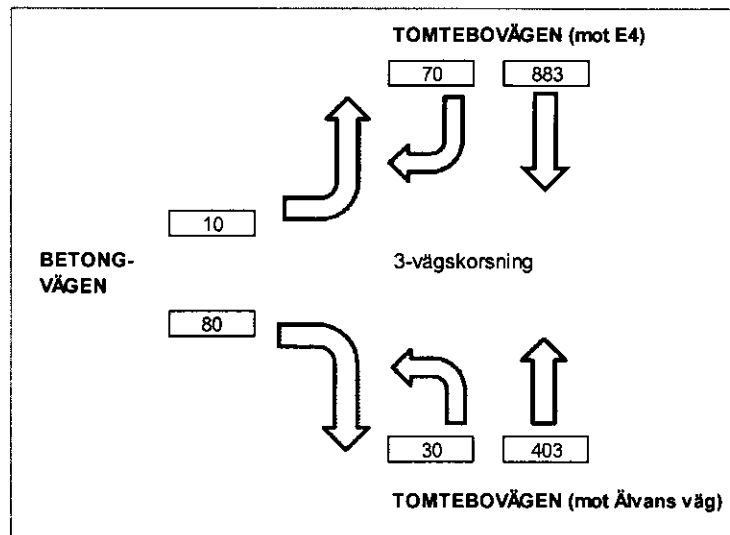 TOMTEBOVÄGEN (mot E4)
70 883
10
BETONG-
VÄGEN
3-vägskorsning
80
30 403
TOMTEBOVÄGEN (mot Älvans väg)